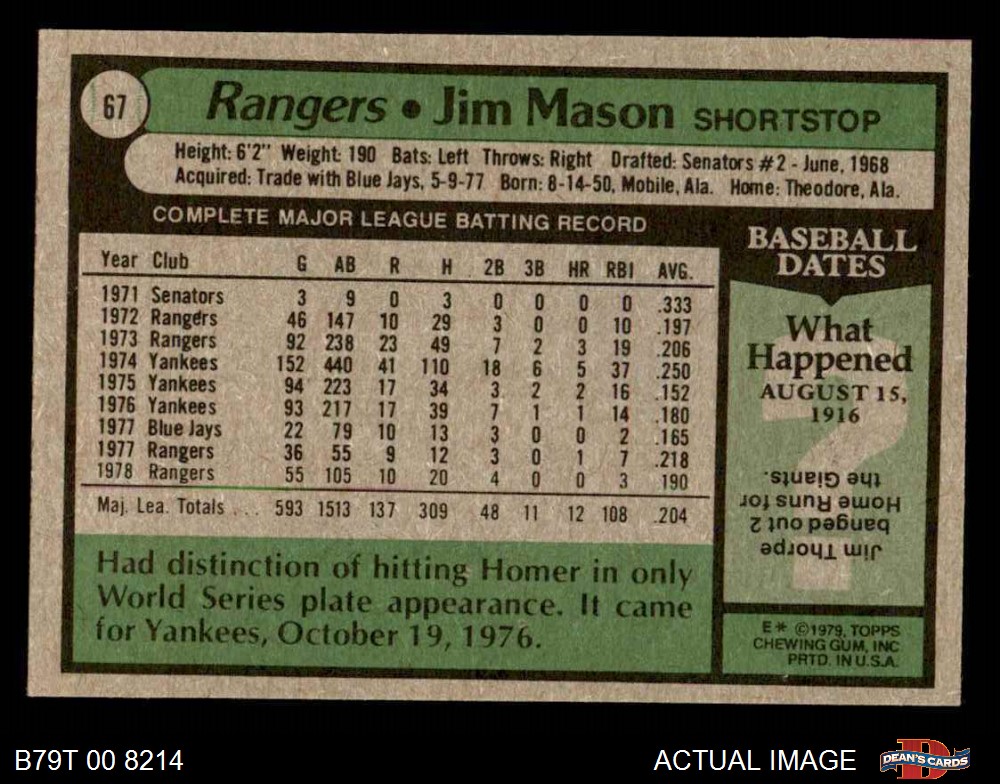 67
Rangers • Jim Mason SHORTSTOP
Height: 6'2" Weight: 190 Bats: Left Throws: Right Drafted: Senators #2 - June, 1968
Acquired: Trade with Blue Jays, 5-9-77 Born: 8-14-50, Mobile, Ala. Home: Theodore, Ala.
COMPLETE MAJOR LEAGUE BATTING RECORD
Year Club G AB R H 2B 3B HR RBI AVG.
1971 Senators 3 9 0 3 0 0 0 0 .333
1972 Rangers 46 147 10 29 3 0 0 10 .197
1973 Rangers 92 238 23 49 7 2 3 19 .206
1974 Yankees 152 440 41 110 18 6 5 37 .250
1975 Yankees 94 223 17 34 3 2 2 16 .152
1976 Yankees 93 217 17 39 7 1 1 14 .180
1977 Blue Jays 22 79 10 13 3 0 0 2 .165
1977 Rangers 36 55 9 12 3 0 1 7 .218
1978 Rangers 55 105 10 20 4 0 0 3 .190
Maj. Lea. Totals ... 593 1513 137 309 48 11 12 108 .204
Had distinction of hitting Homer in only
World Series plate appearance. It came
for Yankees, October 19, 1976.
BASEBALL
DATES
What
Happened
AUGUST 15,
1916
?
Jim Thorpe
banged out 2
Home Runs for
the Giants.
E* ©1979, TOPPS
CHEWING GUM, INC
PRTD. IN U.S.A.
B79T 00 8214
ACTUAL IMAGE
D
DEAN'S CARDS